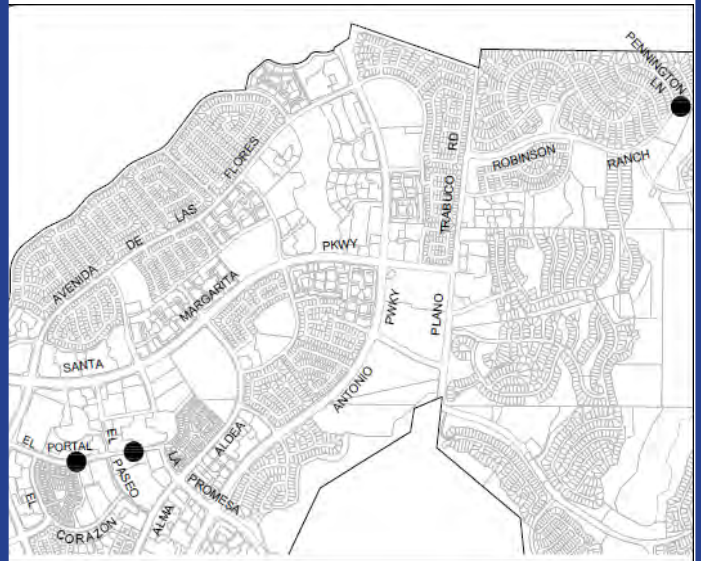 PENNINGTON
LN
ROBINSON
RANCH
TRABUCO
RD
AVENIDA
DE
LAS
FLORES
PKWY
MARGARITA
SANTA
PWKY
PLANO
ANTONIO
EL
PORTAL
EL
PASEO
LA
PROMESA
ALDEA
ALMA
EL
CORAZON